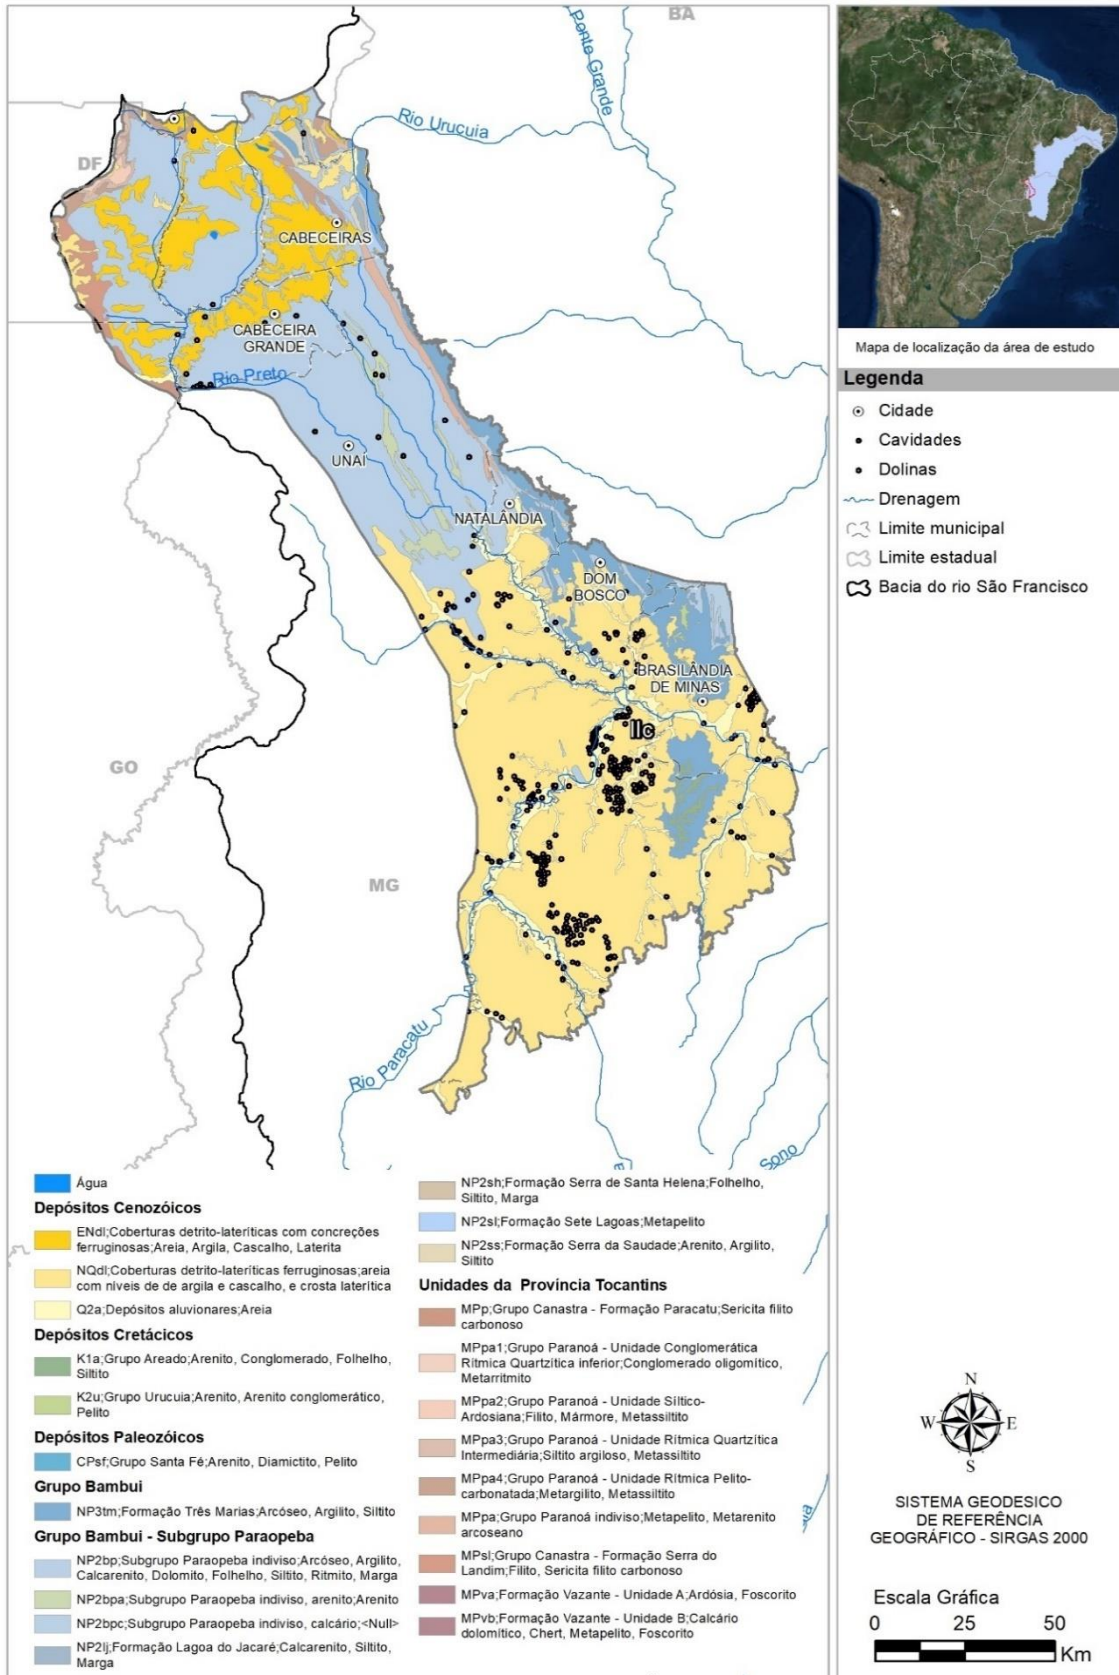 BA
Ponte Grande
Rio Urucuia
DF
CABECEIRAS
CABECEIRA
GRANDE
Rio Preto
UNAÍ
NATALÂNDIA
DOM
BOSCO
BRASILÂNDIA
DE MINAS
IIc
GO
MG
Rio Paracatu
Sono
Mapa de localização da área de estudo
Legenda
Cidade
Cavidades
Dolinas
Drenagem
Limite municipal
Limite estadual
Bacia do rio São Francisco
Água
Depósitos Cenozóicos
ENdl;Coberturas detrito-lateríticas com concreções
ferruginosas;Areia, Argila, Cascalho, Laterita
NQdl;Coberturas detrito-lateríticas ferruginosas;areia
com níveis de de argila e cascalho, e crosta laterítica
Q2a;Depósitos aluvionares;Areia
Depósitos Cretácicos
K1a;Grupo Areado;Arenito, Conglomerado, Folhelho,
Siltito
K2u;Grupo Urucuia;Arenito, Arenito conglomerático,
Pelito
Depósitos Paleozóicos
CPsf;Grupo Santa Fé;Arenito, Diamictito, Pelito
Grupo Bambui
NP3tm;Formação Três Marias;Arcóseo, Argilito, Siltito
Grupo Bambui - Subgrupo Paraopeba
NP2bp;Subgrupo Paraopeba indiviso;Arcóseo, Argilito,
Calcarenito, Dolomito, Folhelho, Siltito, Ritmito, Marga
NP2bpa;Subgrupo Paraopeba indiviso, arenito;Arenito
NP2bpc;Subgrupo Paraopeba indiviso, calcário;<Null>
NP2lj;Formação Lagoa do Jacaré;Calcarenito, Siltito,
Marga
NP2sh;Formação Serra de Santa Helena;Folhelho,
Siltito, Marga
NP2sl;Formação Sete Lagoas;Metapelito
NP2ss;Formação Serra da Saudade;Arenito, Argilito,
Siltito
Unidades da Província Tocantins
MPp;Grupo Canastra - Formação Paracatu;Sericita filito
carbonoso
MPpa1;Grupo Paranoá - Unidade Conglomerática
Rítmica Quartzítica inferior;Conglomerado oligomítico,
Metarritmito
MPpa2;Grupo Paranoá - Unidade Síltico-
Ardosiana;Filito, Mármore, Metassiltito
MPpa3;Grupo Paranoá - Unidade Rítmica Quartzítica
Intermediária;Siltito argiloso, Metassiltito
MPpa4;Grupo Paranoá - Unidade Rítmica Pelito-
carbonatada;Metargilito, Metassiltito
MPpa;Grupo Paranoá indiviso;Metapelito, Metarenito
arcoseano
MPsl;Grupo Canastra - Formação Serra do
Landim;Filito, Sericita filito carbonoso
MPva;Formação Vazante - Unidade A;Ardósia, Foscorito
MPvb;Formação Vazante - Unidade B;Calcário
dolomítico, Chert, Metapelito, Foscorito
N
W E
S
SISTEMA GEODESICO
DE REFERÊNCIA
GEOGRÁFICO - SIRGAS 2000
Escala Gráfica
0 25 50
Km